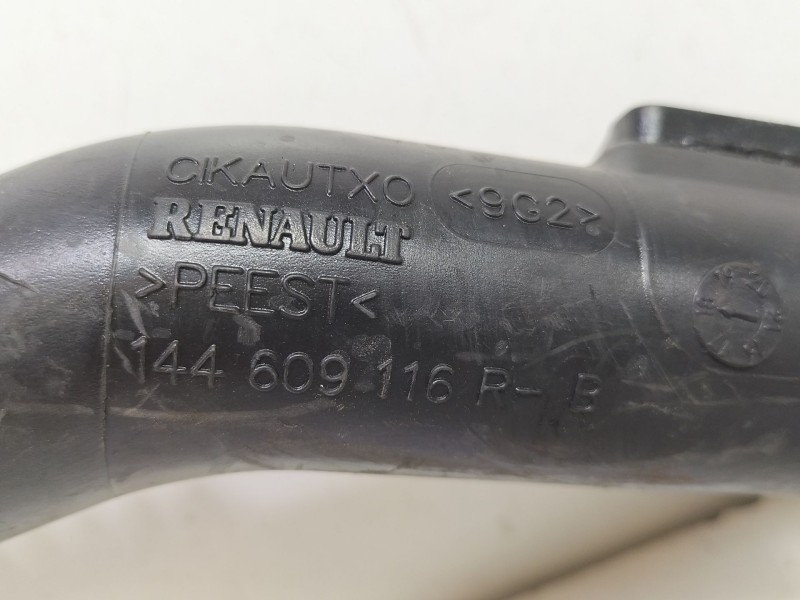 CIKAUTXO <9G2>
RENAULT
>PEEST<
144 609 116 R- B